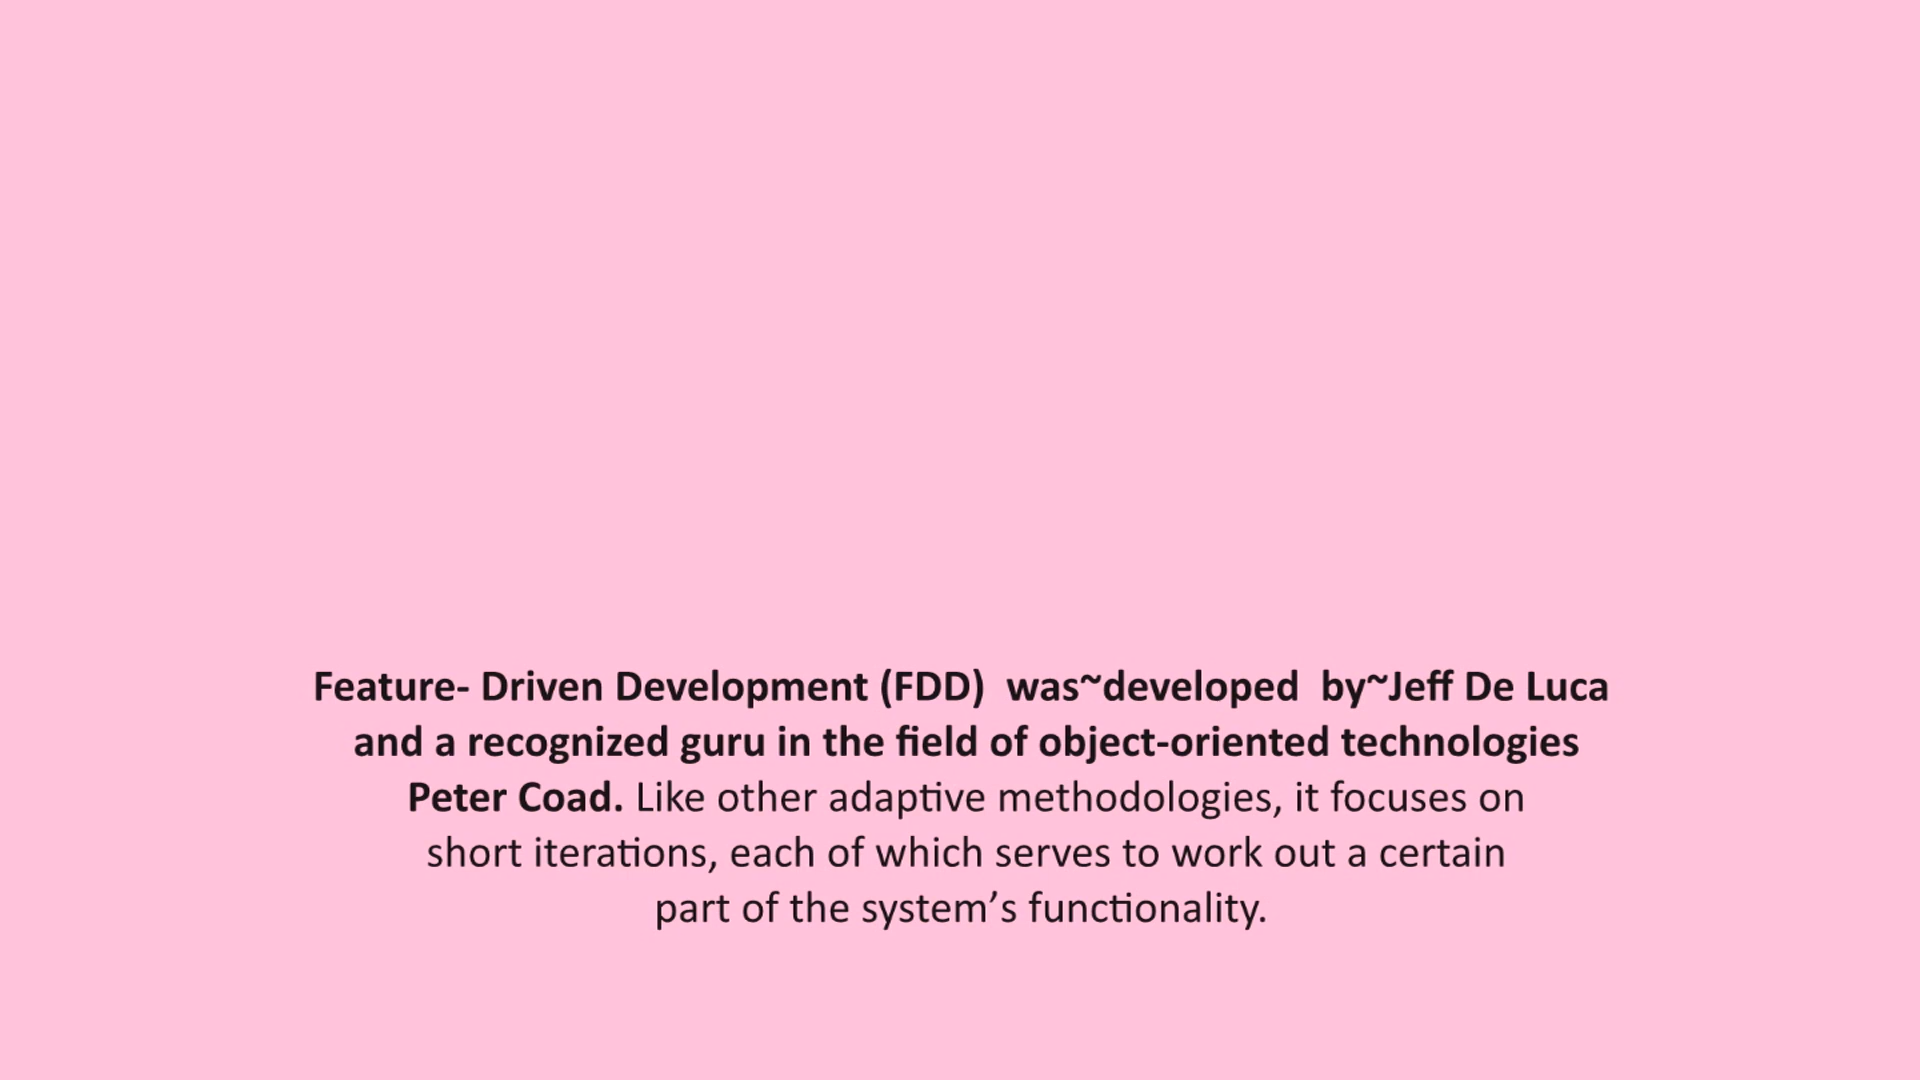 Feature- Driven Development (FDD)  was~developed  by~Jeff De Luca
and a recognized guru in the field of object-oriented technologies
Peter Coad. Like other adaptive methodologies, it focuses on
short iterations, each of which serves to work out a certain
part of the system’s functionality.